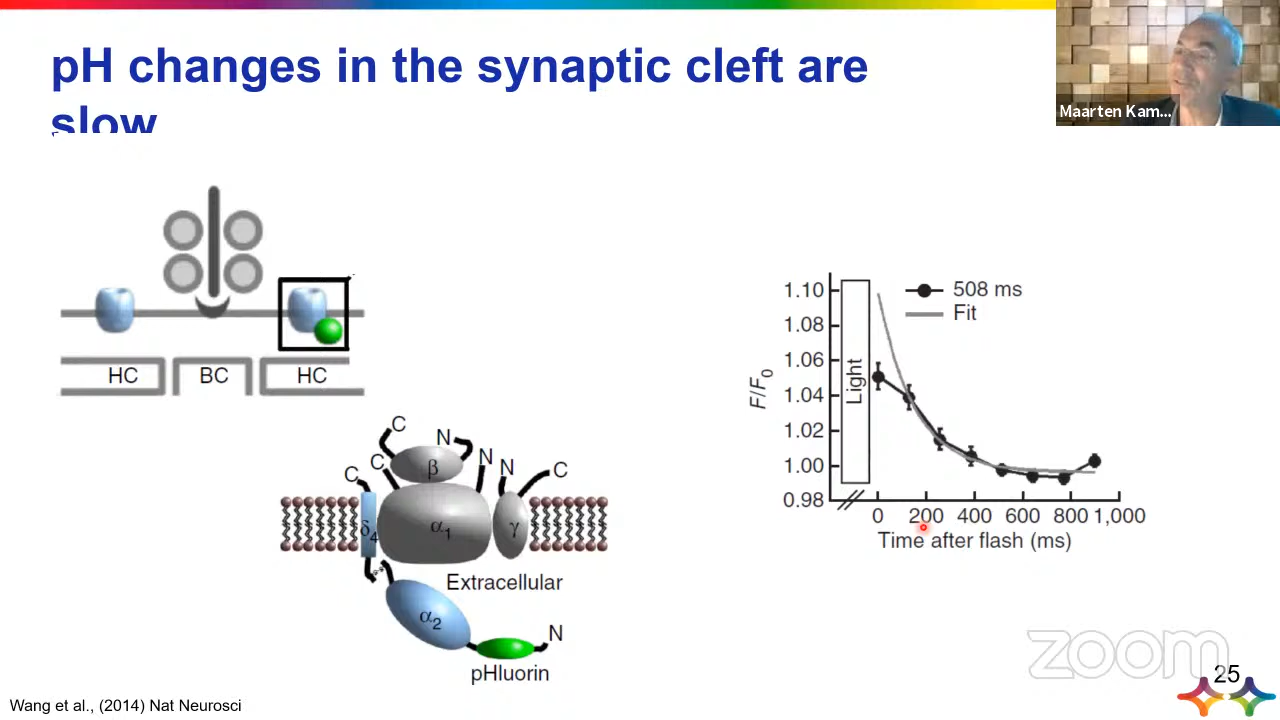 pH changes in the synaptic cleft are
slow
Maarten Kam...
HC
BC
HC
C
N
β
C
C
N
N
C
δ4
α1
γ
Extracellular
α2
N
pHluorin
1.10
1.08
1.06
1.04
1.02
1.00
0.98
F/F0
Light
508 ms
Fit
0
200
400
600
800
1,000
Time after flash (ms)
zoom
25
Wang et al., (2014) Nat Neurosci